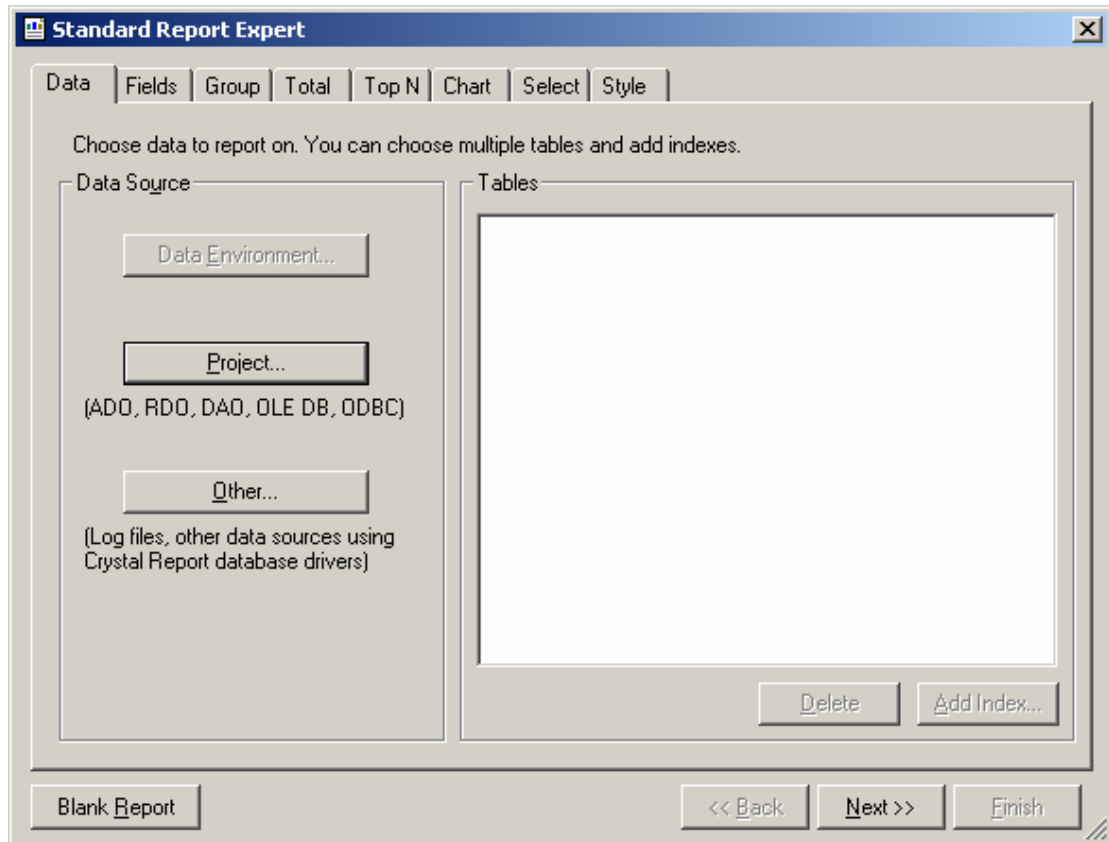 Standard Report Expert
Data Fields Group Total Top N Chart Select Style
Choose data to report on. You can choose multiple tables and add indexes.
Data Source
Data Environment...
Project...
(ADO, RDO, DAO, OLE DB, ODBC)
Other...
(Log files, other data sources using
Crystal Report database drivers)
Tables
Delete Add Index...
Blank Report << Back Next >> Finish